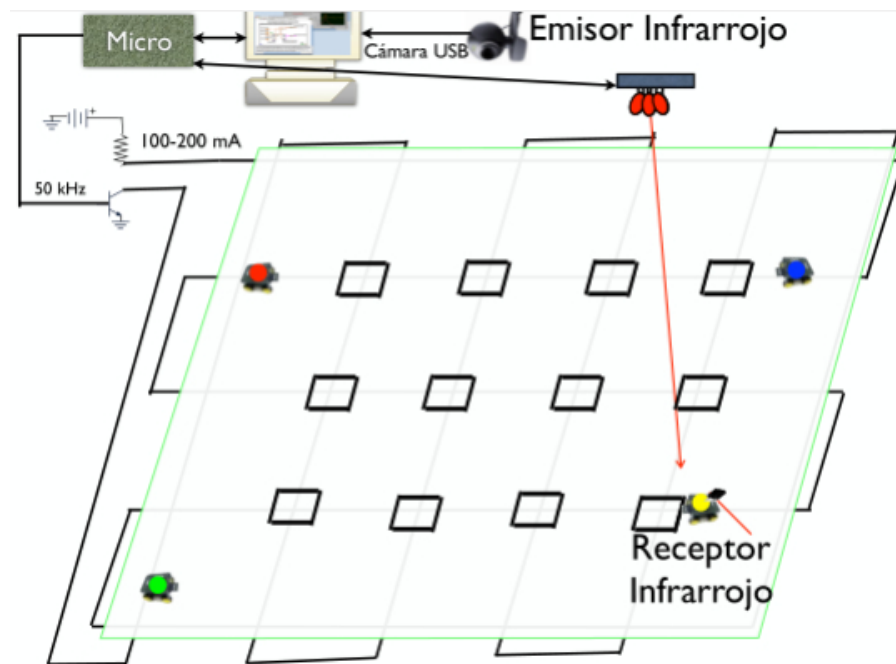 Micro
Cámara USB
Emisor Infrarrojo
+
100-200 mA
50 kHz
Receptor
Infrarrojo